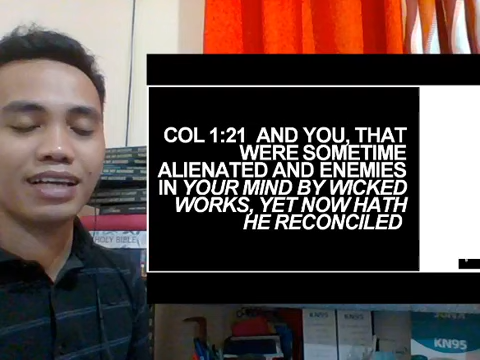 COL 1:21 AND YOU, THAT
WERE SOMETIME
ALIENATED AND ENEMIES
IN YOUR MIND BY WICKED
WORKS, YET NOW HATH
HE RECONCILED
HOLY BIBLE
KN95
KN95